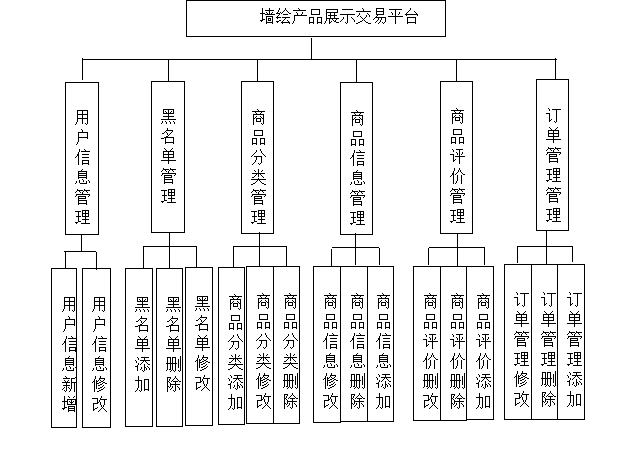 墙绘产品展示交易平台
用户信息管理
黑名单管理
商品分类管理
商品信息管理
商品评价管理
订单管理管理
用户信息新增
用户信息修改
黑名单添加
黑名单删除
黑名单修改
商品分类添加
商品分类修改
商品分类删除
商品信息修改
商品信息删除
商品信息添加
商品评价删改
商品评价删除
商品评价添加
订单管理修改
订单管理删除
订单管理添加